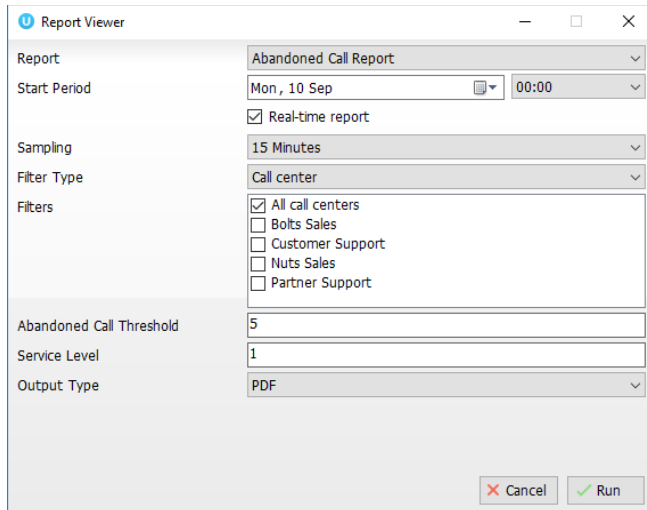 U Report Viewer
Report Abandoned Call Report
Start Period Mon, 10 Sep 00:00
Real-time report
Sampling 15 Minutes
Filter Type Call center
Filters All call centers
Bolts Sales
Customer Support
Nuts Sales
Partner Support
Abandoned Call Threshold 5
Service Level 1
Output Type PDF
Cancel Run